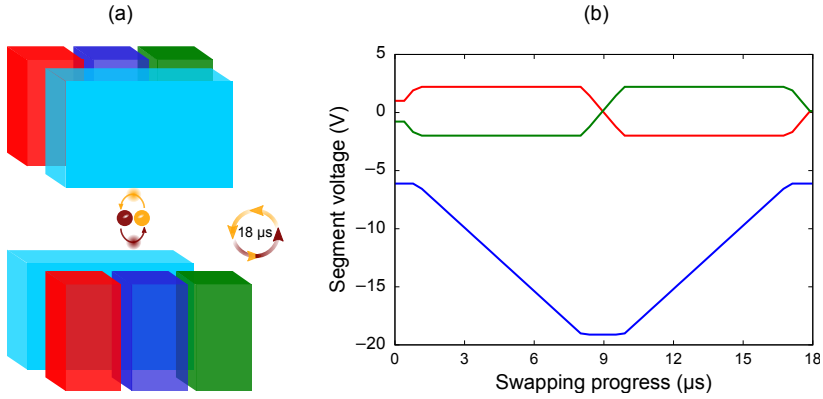 (a)
18 µs
(b)
Segment voltage (V)
5
0
−5
−10
−15
−20
0 3 6 9 12 15 18
Swapping progress (µs)